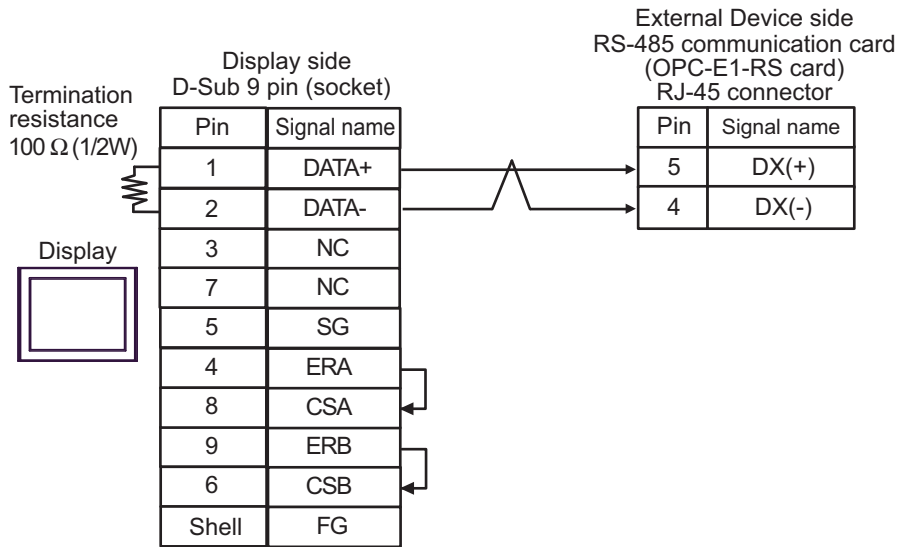 External Device side
RS-485 communication card
(OPC-E1-RS card)
RJ-45 connector
Display side
D-Sub 9 pin (socket)
Termination
resistance
100 Ω (1/2W)
Pin Signal name
1 DATA+
2 DATA-
3 NC
7 NC
5 SG
4 ERA
8 CSA
9 ERB
6 CSB
Shell FG
Display
Pin Signal name
5 DX(+)
4 DX(-)